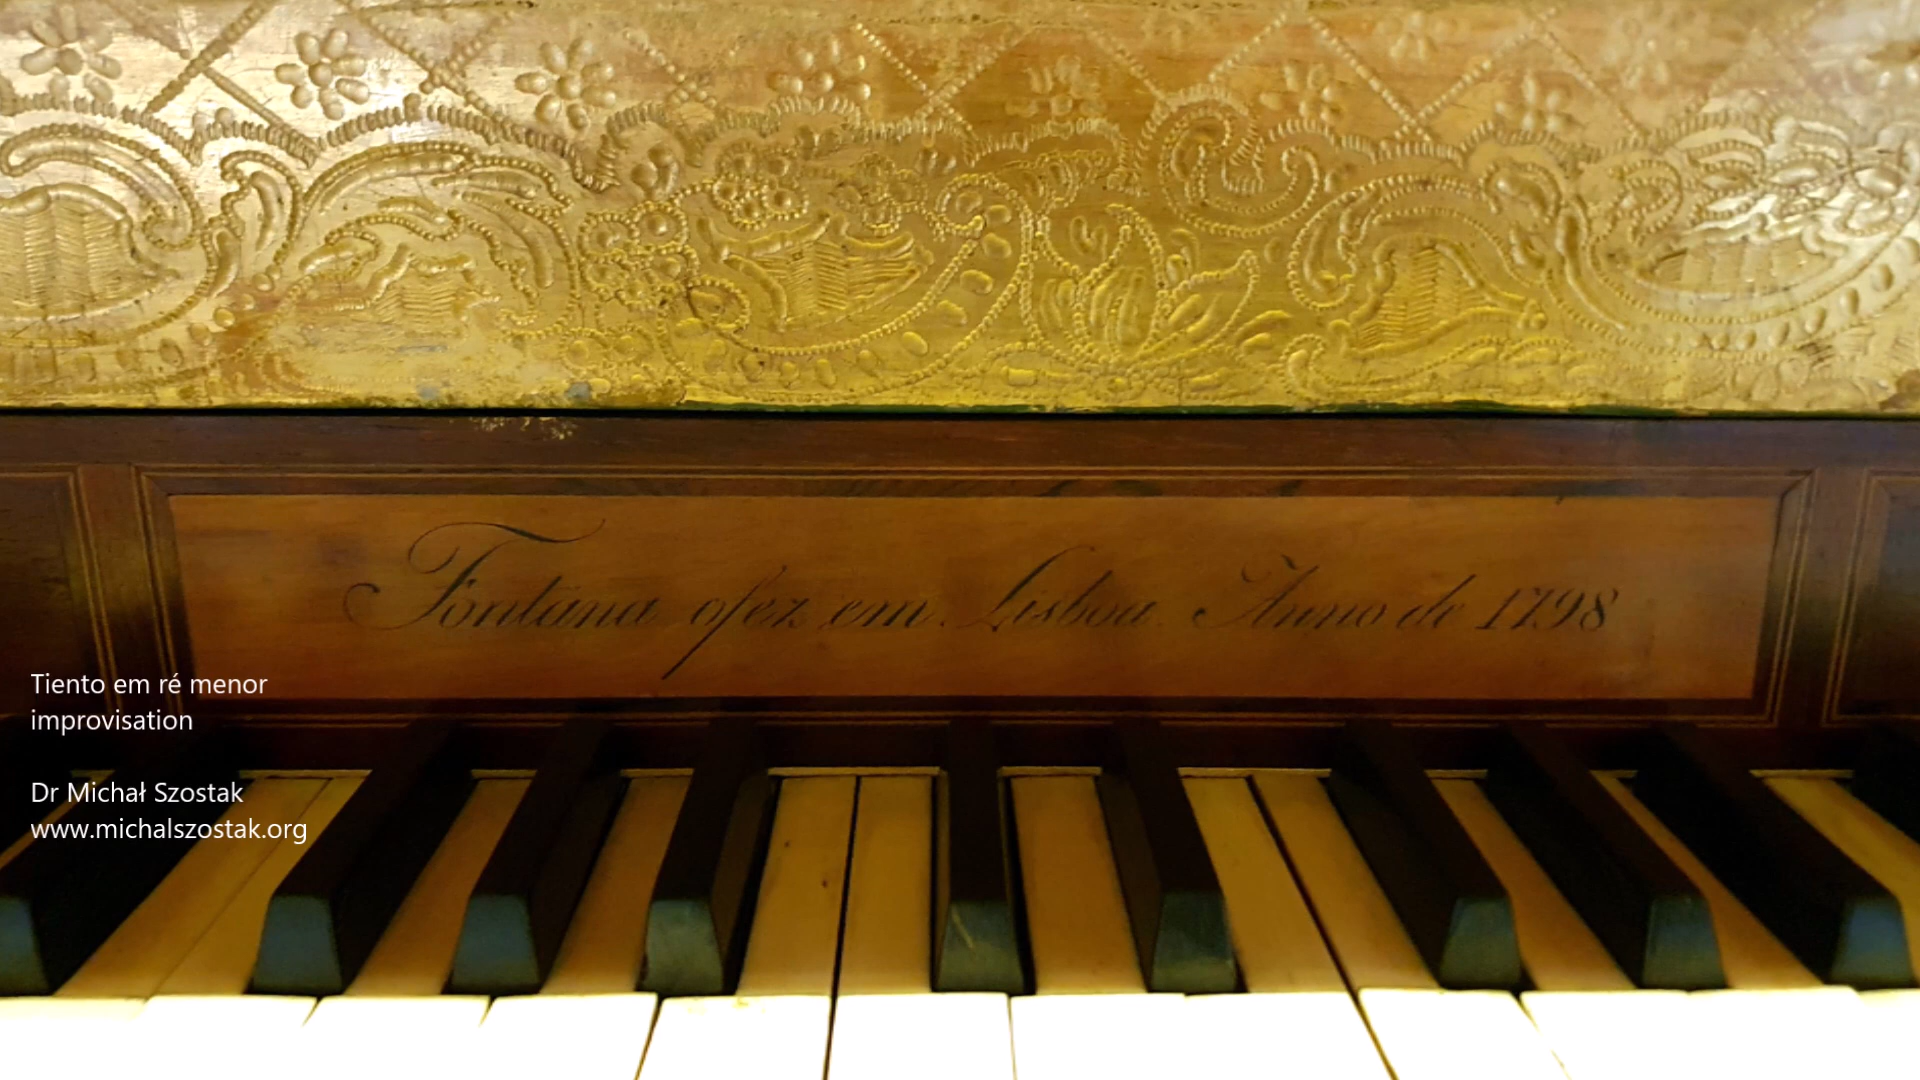 Fontana ofez em Lisboa Anno de 1798
Tiento em ré menor
improvisation
Dr Michał Szostak
www.michalszostak.org